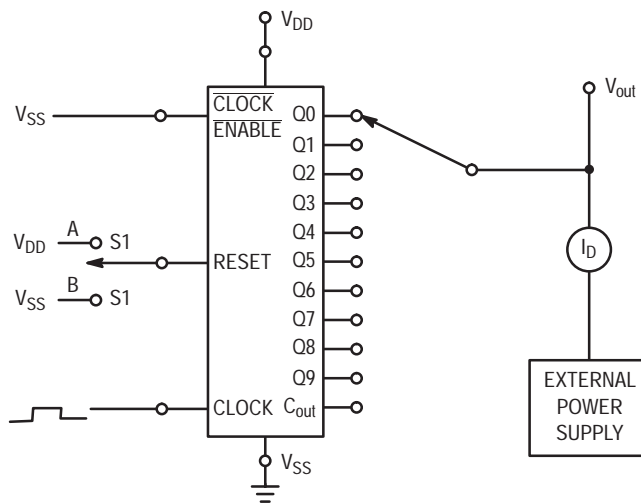 VDD
VSS
CLOCK
ENABLE
Q0
Q1
Q2
Q3
Q4
Q5
Q6
Q7
Q8
Q9
Cout
Vout
VDD
A
S1
RESET
VSS
B
S1
CLOCK
VSS
ID
EXTERNAL
POWER
SUPPLY